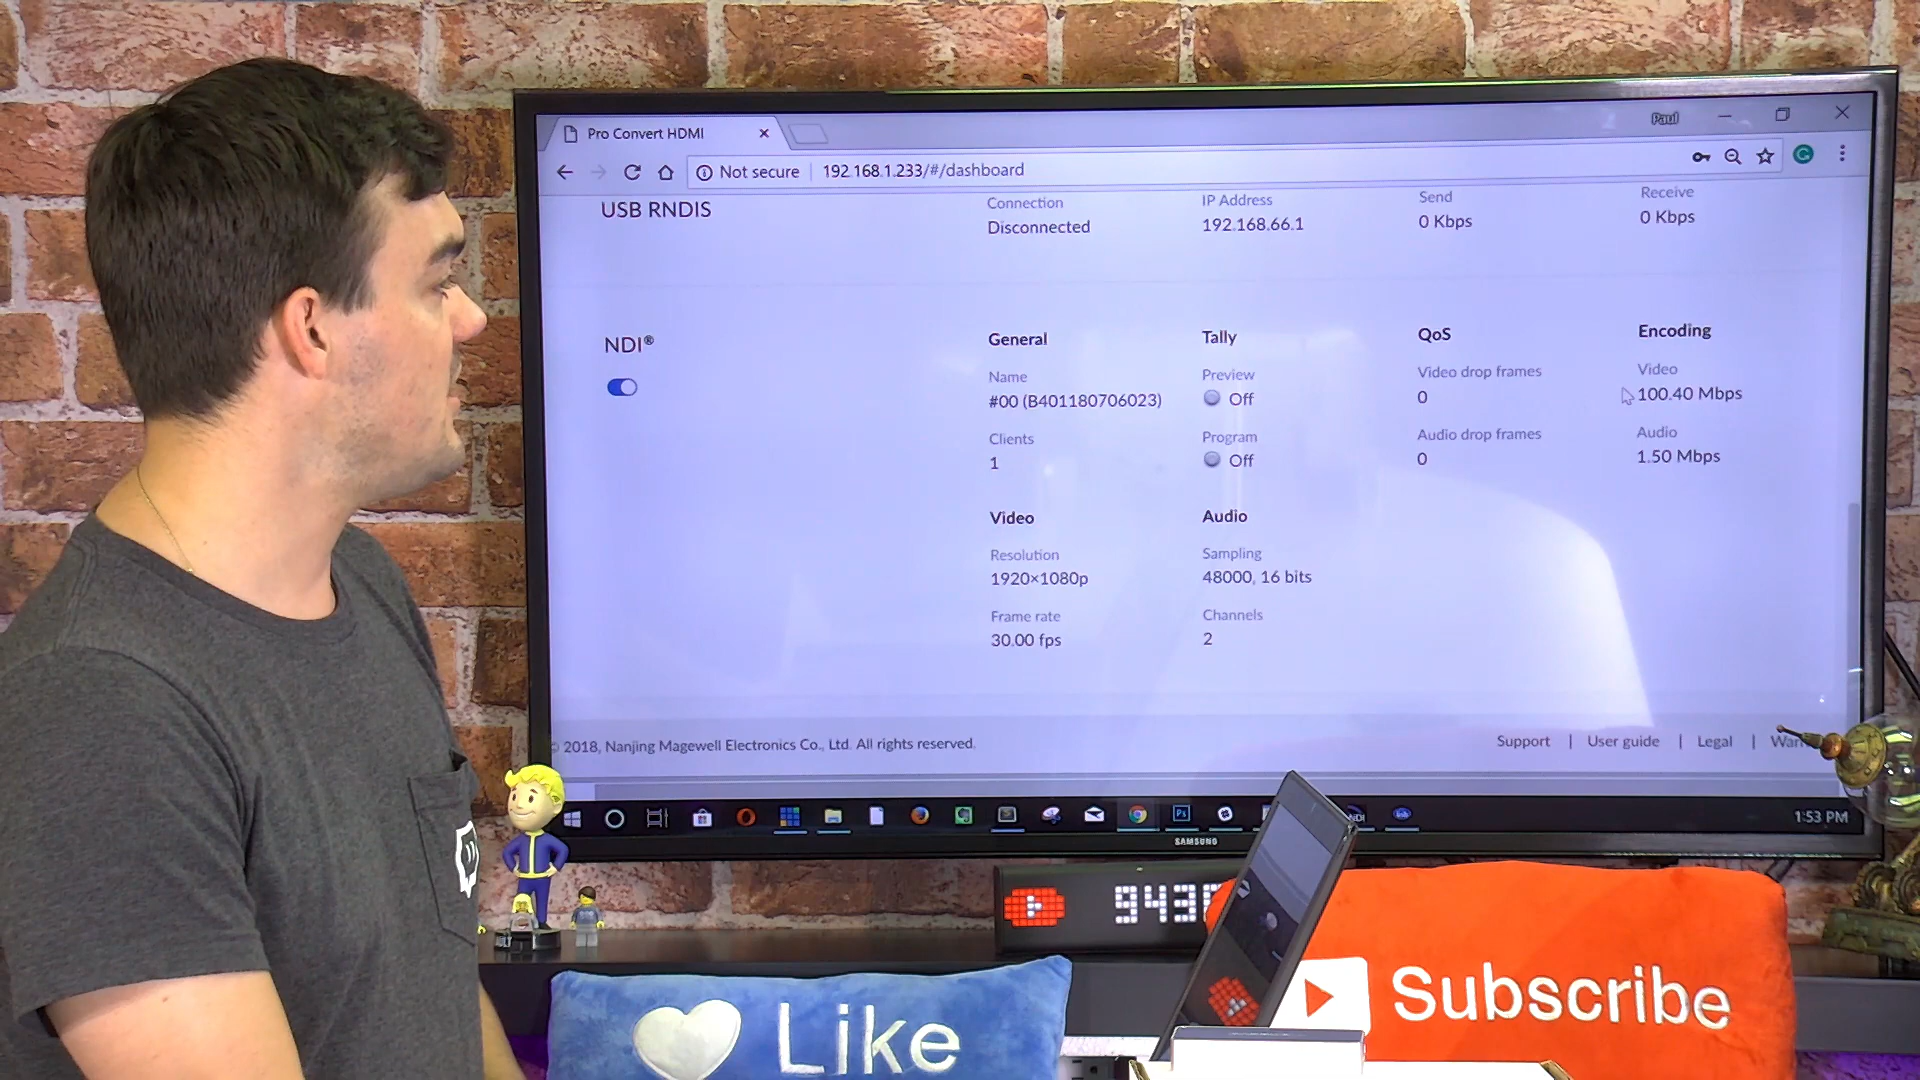 Pro Convert HDMI
Paul
Not secure
192.168.1.233/#/dashboard
USB RNDIS
Connection
Disconnected
IP Address
192.168.66.1
Send
0 Kbps
Receive
0 Kbps
NDI®
General
Name
#00 (B401180706023)
Clients
1
Tally
Preview
Off
Program
Off
QoS
Video drop frames
0
Audio drop frames
0
Encoding
Video
100.40 Mbps
Audio
1.50 Mbps
Video
Resolution
1920×1080p
Frame rate
30.00 fps
Audio
Sampling
48000, 16 bits
Channels
2
© 2018, Nanjing Magewell Electronics Co., Ltd. All rights reserved.
Support | User guide | Legal |
Ps
NDI
1:53 PM
SAMSUNG
943
Like
Subscribe